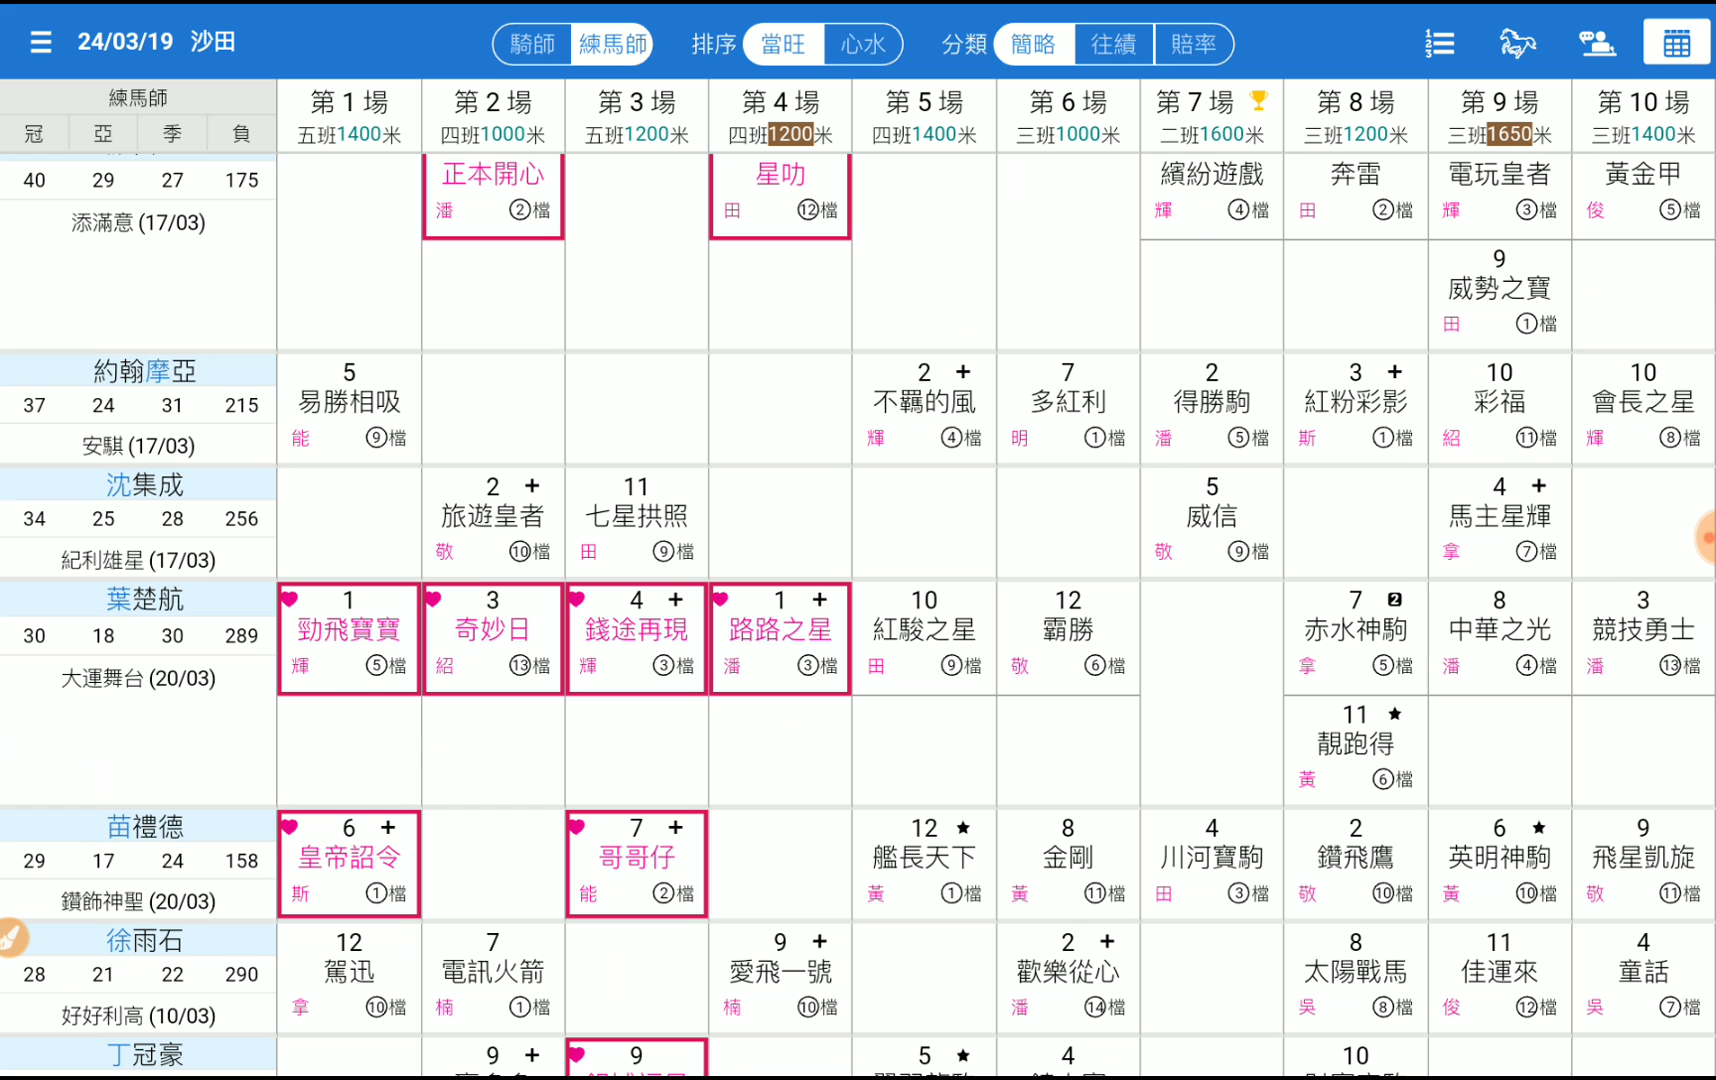 24/03/19 沙田
騎師 練馬師 排序 當旺 心水 分類 簡略 往績 賠率
練馬師
冠 亞 季 負
第 1 場 第 2 場 第 3 場 第 4 場 第 5 場 第 6 場 第 7 場 第 8 場 第 9 場 第 10 場
五班1400米 四班1000米 五班1200米 四班1200米 四班1400米 三班1000米 二班1600米 三班1200米 三班1650米 三班1400米
正本開心 星叻 繽紛遊戲 奔雷 電玩皇者 黃金甲
40 29 27 175
潘 ②檔 田 ⑫檔 輝 ④檔 田 ②檔 輝 ③檔 俊 ⑤檔
添滿意 (17/03)
9
威勢之寶
田 ①檔
約翰摩亞 5 2 + 7 2 3 + 10 10
37 24 31 215 易勝相吸 不羈的風 多紅利 得勝駒 紅粉彩影 彩福 會長之星
安騏 (17/03) 能 ⑨檔 輝 ④檔 明 ①檔 潘 ⑤檔 斯 ①檔 紹 ⑪檔 輝 ⑧檔
沈集成 2 + 11 5 4 +
34 25 28 256 旅遊皇者 七星拱照 威信 馬主星輝
紀利雄星 (17/03) 敬 ⑩檔 田 ⑨檔 敬 ⑨檔 拿 ⑦檔
葉楚航 1 3 4 + 1 + 10 12 7 2 8 3
30 18 30 289 勁飛寶寶 奇妙日 錢途再現 路路之星 紅駿之星 霸勝 赤水神駒 中華之光 競技勇士
大運舞台 (20/03) 輝 ⑤檔 紹 ⑬檔 輝 ③檔 潘 ③檔 田 ⑨檔 敬 ⑥檔 拿 ⑤檔 潘 ④檔 潘 ⑬檔
11 ★
靚跑得
黃 ⑥檔
苗禮德 6 + 7 + 12 ★ 8 4 2 6 ★ 9
29 17 24 158 皇帝詔令 哥哥仔 艦長天下 金剛 川河寶駒 鑽飛鷹 英明神駒 飛星凱旋
鑽飾神聖 (20/03) 斯 ①檔 能 ②檔 黃 ①檔 黃 ⑪檔 田 ③檔 敬 ⑩檔 黃 ⑩檔 敬 ⑪檔
徐雨石 12 7 9 + 2 + 8 11 4
28 21 22 290 駕迅 電訊火箭 愛飛一號 歡樂從心 太陽戰馬 佳運來 童話
好好利高 (10/03) 拿 ⑩檔 楠 ①檔 楠 ⑩檔 潘 ⑭檔 吳 ⑧檔 俊 ⑫檔 吳 ⑦檔
丁冠豪 9 + 9 5 ★ 4 10